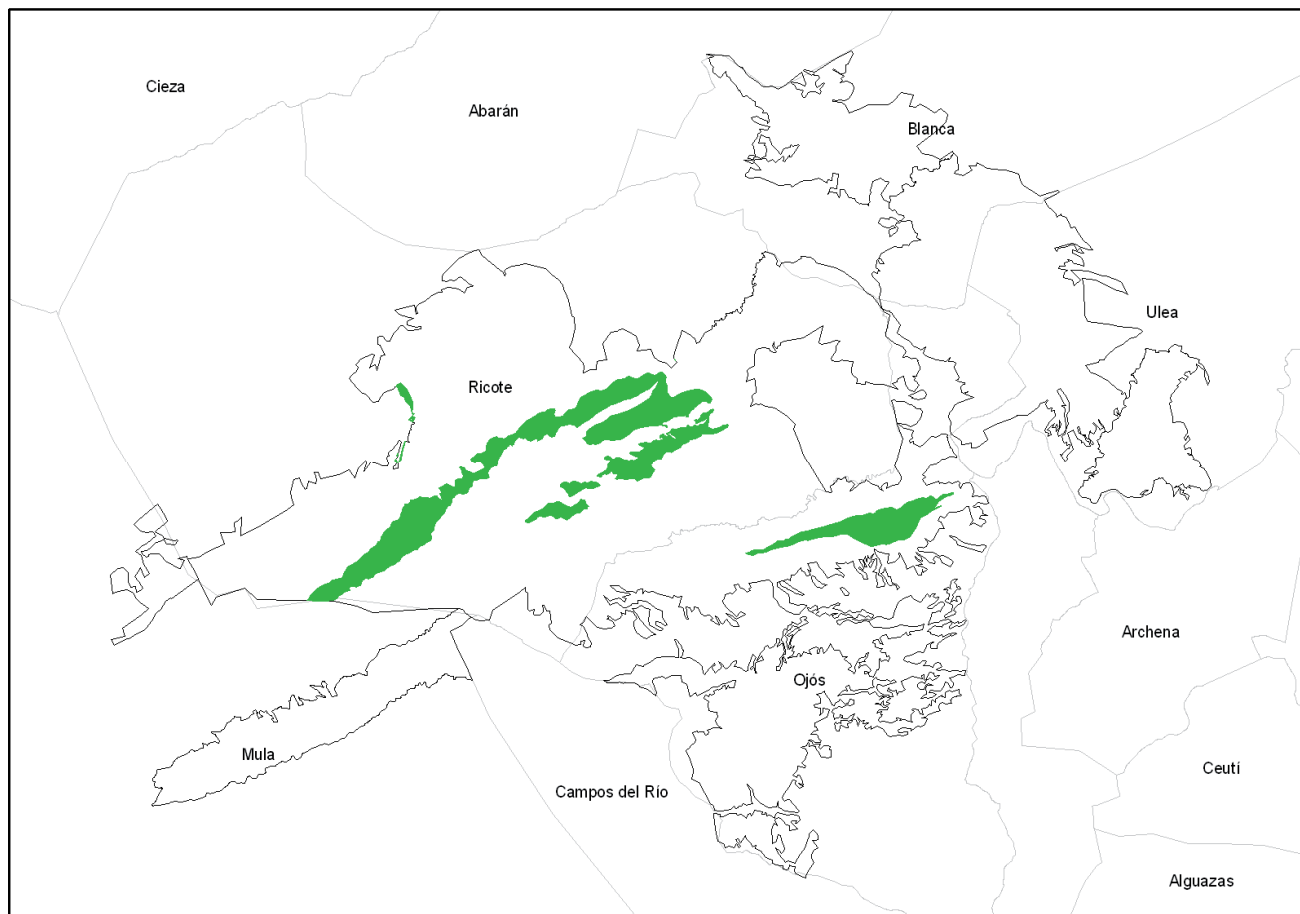 Cieza
Abarán
Blanca
Ulea
Ricote
Archena
Ojós
Mula
Ceutí
Campos del Río
Alguazas